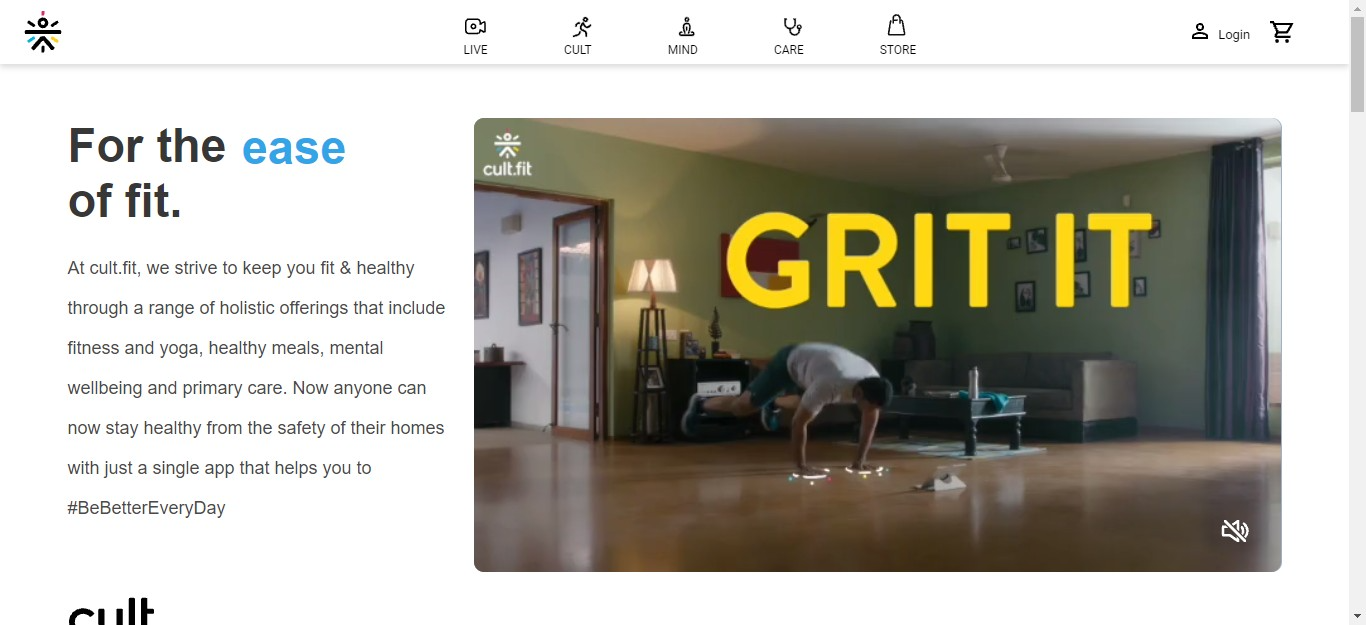 LIVE
CULT
MIND
CARE
STORE
Login
For the ease
of fit.
At cult.fit, we strive to keep you fit & healthy
through a range of holistic offerings that include
fitness and yoga, healthy meals, mental
wellbeing and primary care. Now anyone can
now stay healthy from the safety of their homes
with just a single app that helps you to
#BeBetterEveryDay
cult.fit
GRIT IT
cult